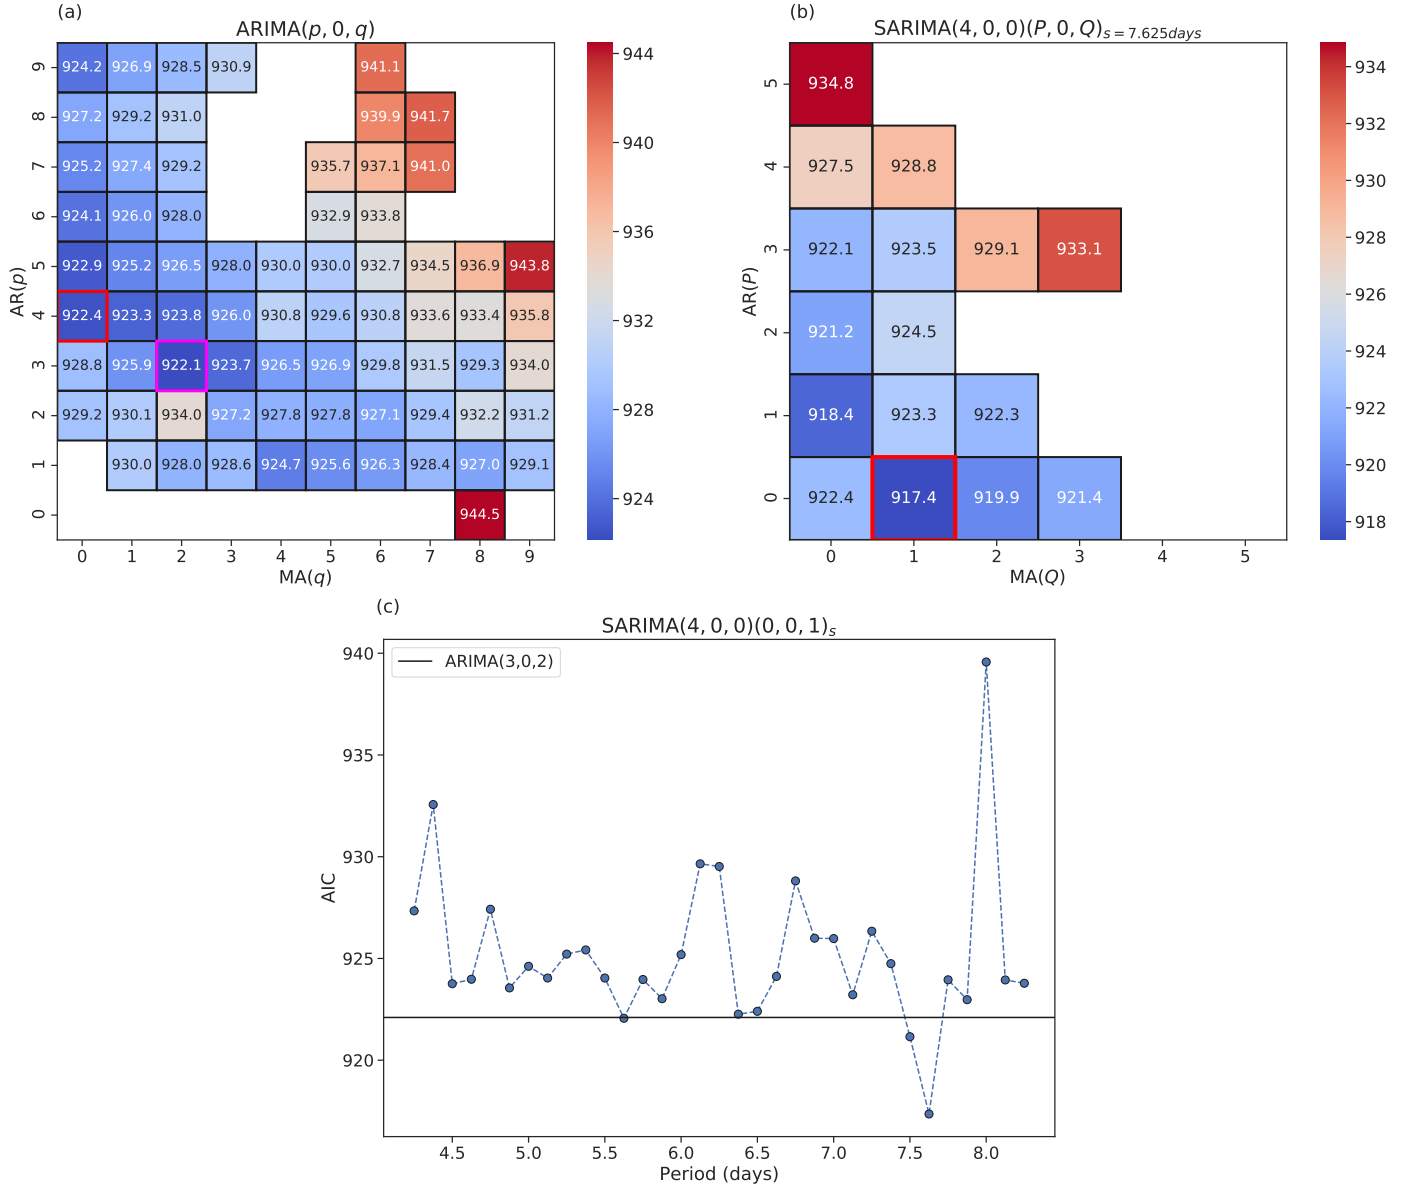 (a)
ARIMA(p, 0, q)
9 924.2 926.9 928.5 930.9 941.1
8 927.2 929.2 931.0 939.9 941.7
7 925.2 927.4 929.2 935.7 937.1 941.0
6 924.1 926.0 928.0 932.9 933.8
5 922.9 925.2 926.5 928.0 930.0 930.0 932.7 934.5 936.9 943.8
4 922.4 923.3 923.8 926.0 930.8 929.6 930.8 933.6 933.4 935.8
3 928.8 925.9 922.1 923.7 926.5 926.9 929.8 931.5 929.3 934.0
2 929.2 930.1 934.0 927.2 927.8 927.8 927.1 929.4 932.2 931.2
1 930.0 928.0 928.6 924.7 925.6 926.3 928.4 927.0 929.1
0 944.5
0 1 2 3 4 5 6 7 8 9
MA(q)
AR(p)
944
940
936
932
928
924
(b)
SARIMA(4, 0, 0)(P, 0, Q)s = 7.625days
5 934.8
4 927.5 928.8
3 922.1 923.5 929.1 933.1
2 921.2 924.5
1 918.4 923.3 922.3
0 922.4 917.4 919.9 921.4
0 1 2 3 4 5
MA(Q)
AR(P)
934
932
930
928
926
924
922
920
918
(c)
SARIMA(4, 0, 0)(0, 0, 1)s
ARIMA(3,0,2)
940
935
930
925
920
AIC
4.5 5.0 5.5 6.0 6.5 7.0 7.5 8.0
Period (days)